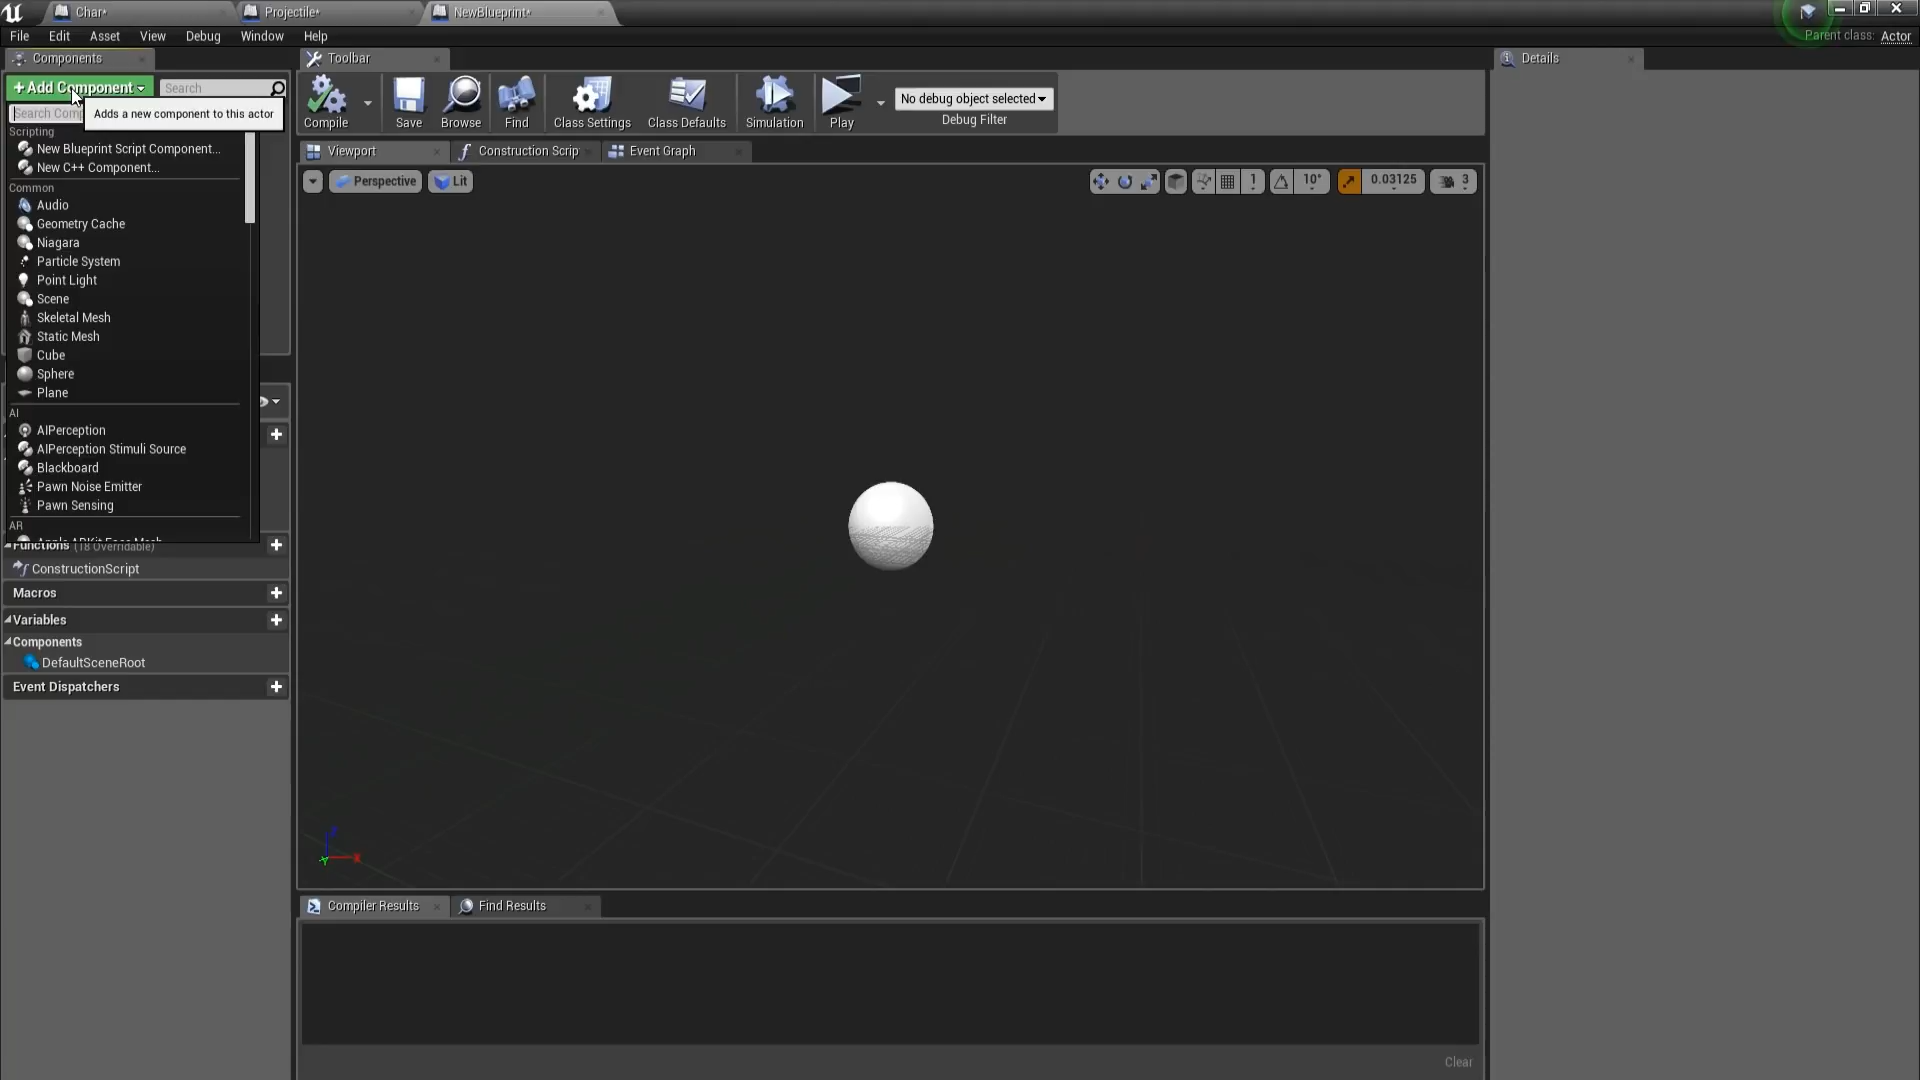 Char*
Projectile*
NewBlueprint*
File Edit Asset View Debug Window Help
Parent class: Actor
Components
Toolbar
Details
+Add Component
Search
Search Comp
Adds a new component to this actor
Scripting
New Blueprint Script Component...
New C++ Component...
Common
Audio
Geometry Cache
Niagara
Particle System
Point Light
Scene
Skeletal Mesh
Static Mesh
Cube
Sphere
Plane
AI
AIPerception
AIPerception Stimuli Source
Blackboard
Pawn Noise Emitter
Pawn Sensing
AR
Functions (18 Overridable)
ConstructionScript
Macros
Variables
Components
DefaultSceneRoot
Event Dispatchers
Compile
Save
Browse
Find
Class Settings
Class Defaults
Simulation
Play
No debug object selected
Debug Filter
Viewport
Construction Scrip
Event Graph
Perspective
Lit
1
10°
0.03125
3
Compiler Results
Find Results
Clear